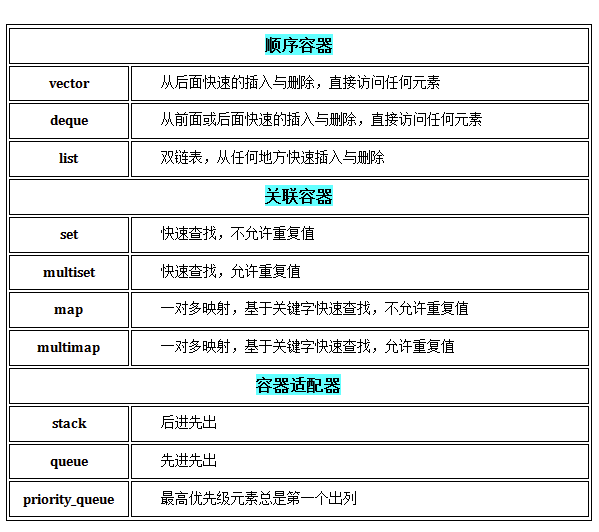 顺序容器
vector 从后面快速的插入与删除，直接访问任何元素
deque 从前面或后面快速的插入与删除，直接访问任何元素
list 双链表，从任何地方快速插入与删除
关联容器
set 快速查找，不允许重复值
multiset 快速查找，允许重复值
map 一对多映射，基于关键字快速查找，不允许重复值
multimap 一对多映射，基于关键字快速查找，允许重复值
容器适配器
stack 后进先出
queue 先进先出
priority_queue 最高优先级元素总是第一个出列